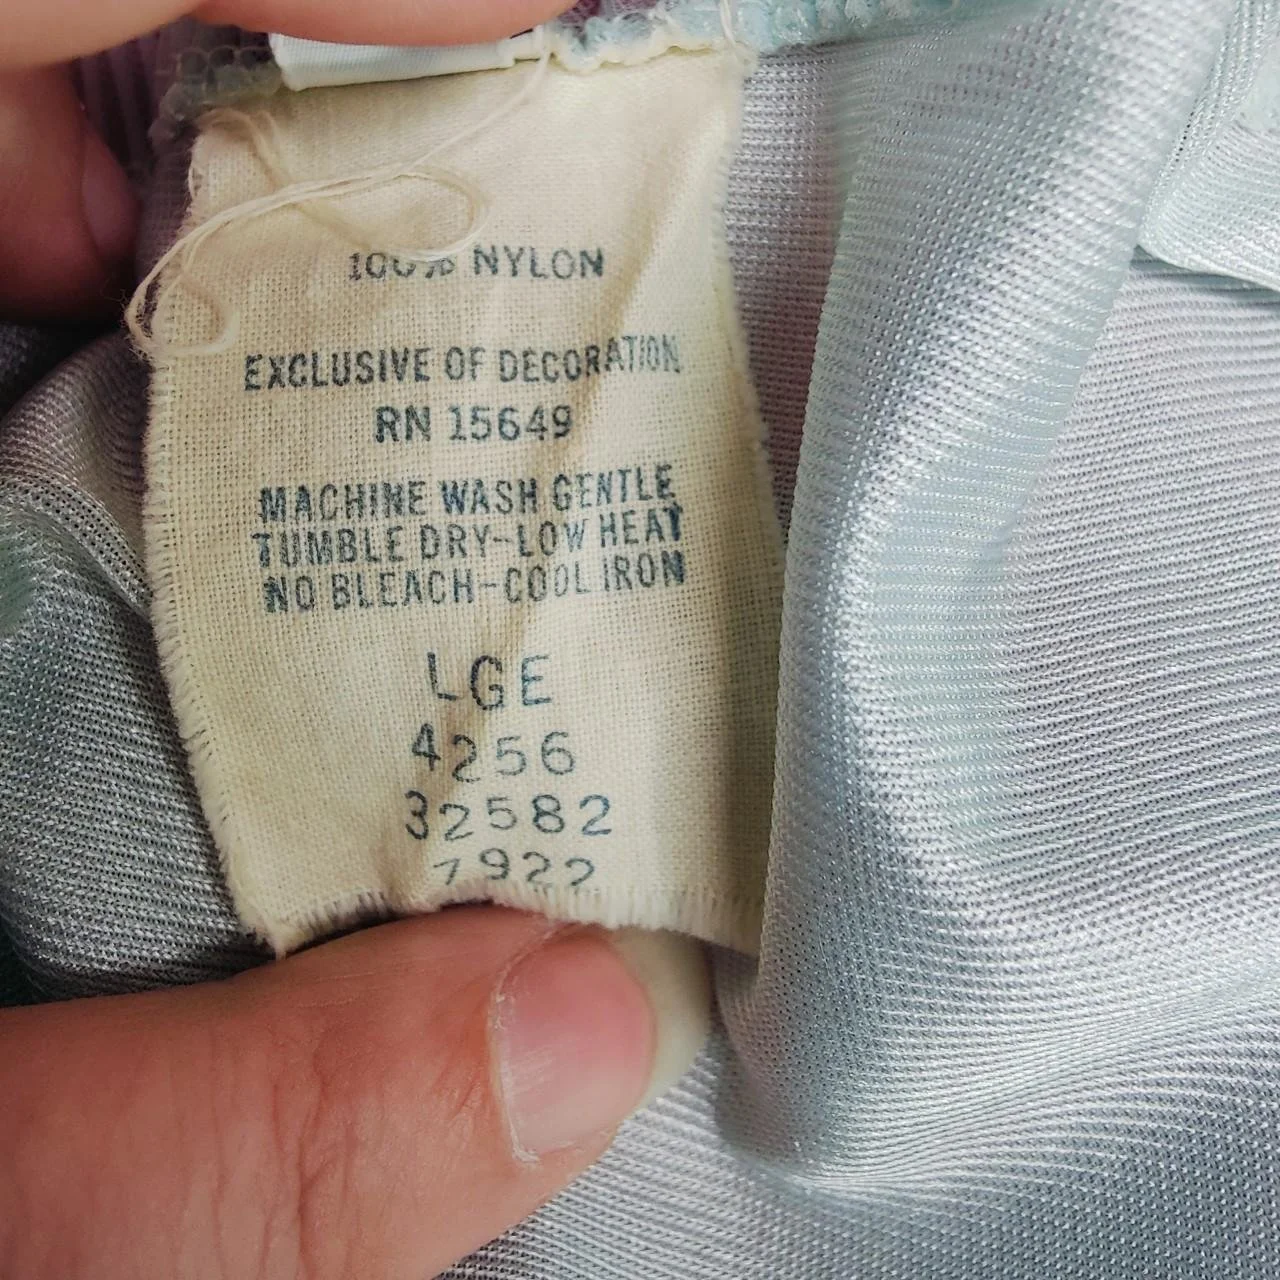 100% NYLON
EXCLUSIVE OF DECORATION
RN 15649
MACHINE WASH GENTLE
TUMBLE DRY-LOW HEAT
NO BLEACH-COOL IRON
LGE
4256
32582
7922